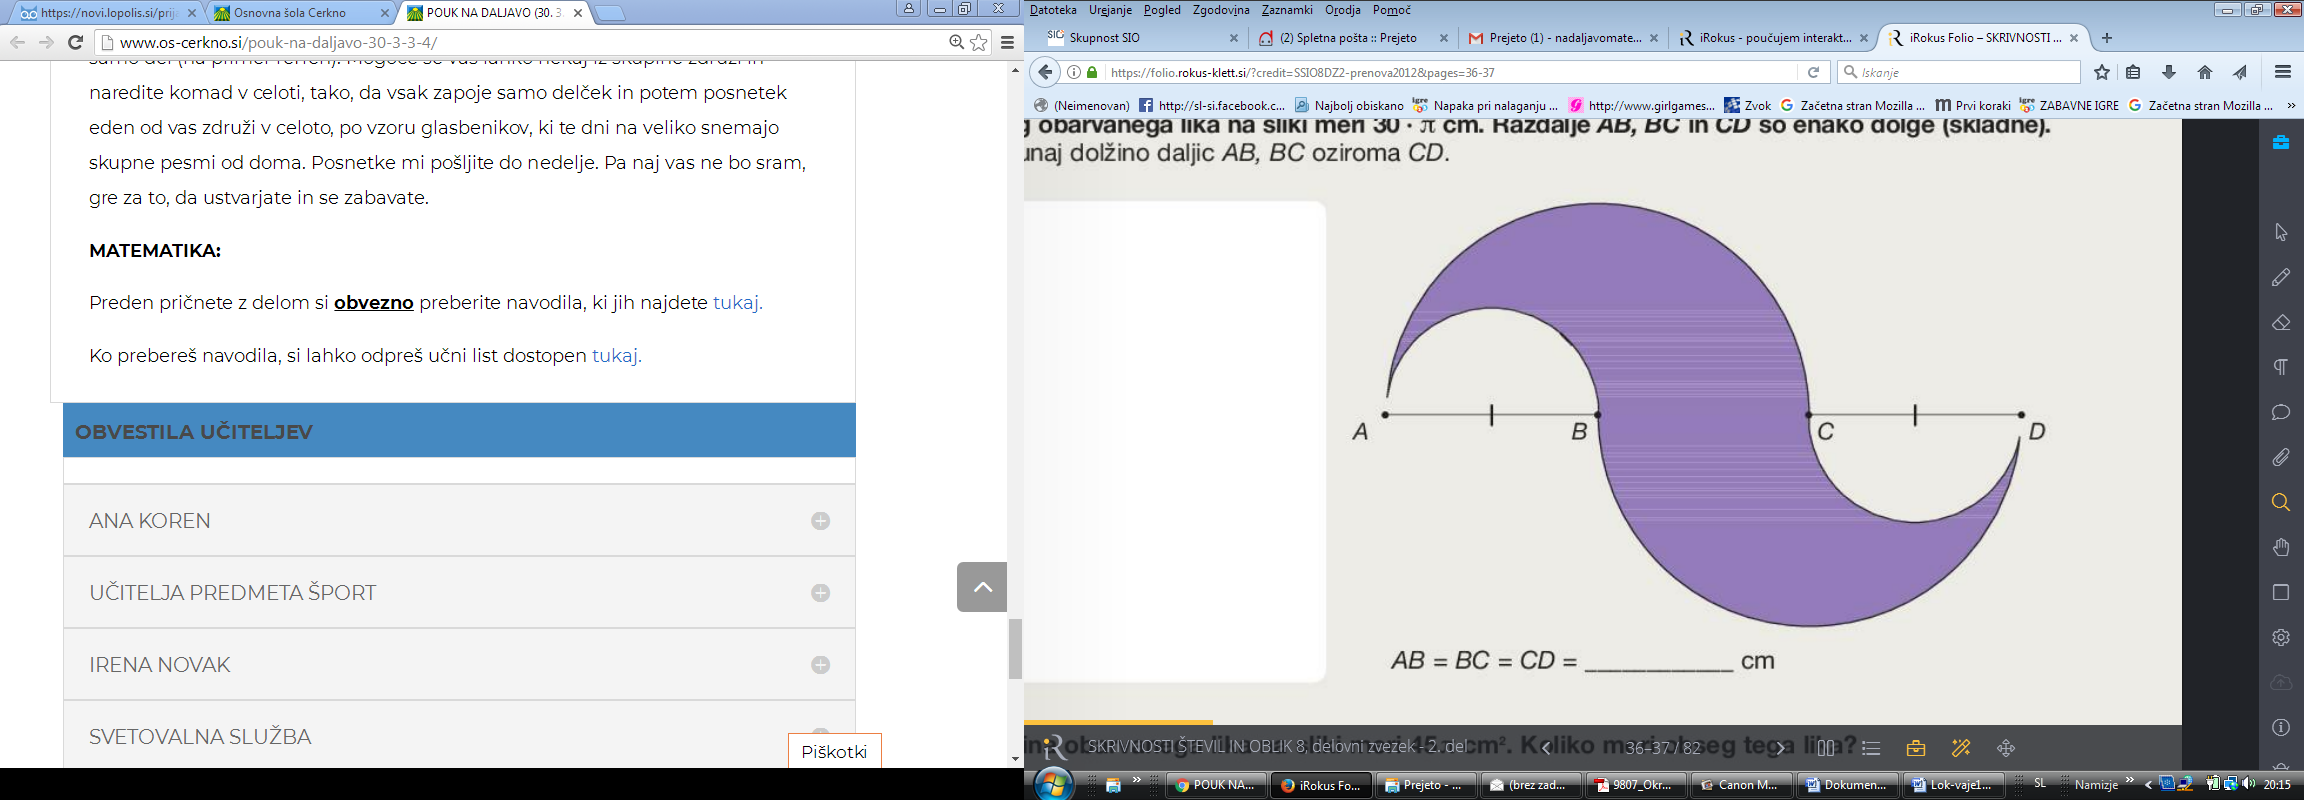 https://novi.lopolis.si/prij
Osnovna šola Cerkno
POUK NA DALJAVO (30. 3.
www.os-cerkno.si/pouk-na-daljavo-30-3-3-4/
naredite komad v celoti, tako, da vsak zapoje samo delček in potem posnetek
eden od vas združi v celoto, po vzoru glasbenikov, ki te dni na veliko snemajo
skupne pesmi od doma. Posnetke mi pošljite do nedelje. Pa naj vas ne bo sram,
gre za to, da ustvarjate in se zabavate.
MATEMATIKA:
Preden pričnete z delom si obvezno preberite navodila, ki jih najdete tukaj.
Ko prebereš navodila, si lahko odpreš učni list dostopen tukaj.
OBVESTILA UČITELJEV
ANA KOREN
UČITELJA PREDMETA ŠPORT
IRENA NOVAK
SVETOVALNA SLUŽBA
Piškotki
Datoteka Urejanje Pogled Zgodovina Zaznamki Orodja Pomoč
SIO Skupnost SIO
(2) Spletna pošta :: Prejeto
Prejeto (1) - nadaljavomate...
iRokus - poučujem interakt...
iRokus Folio – SKRIVNOSTI ...
https://folio.rokus-klett.si/?credit=SSIO8DZ2-prenova2012&pages=36-37
Iskanje
(Neimenovan) http://sl-si.facebook.c... Najbolj obiskano Napaka pri nalaganju ... http://www.girlgames... Zvok Začetna stran Mozilla ... Prvi koraki ZABAVNE IGRE Začetna stran Mozilla ... »
g obarvanega lika na sliki meri 30 · π cm. Razdalje AB, BC in CD so enako dolge (skladne).
unaj dolžino daljic AB, BC oziroma CD.
A B C D
AB = BC = CD = ____________ cm
SKRIVNOSTI ŠTEVIL IN OBLIK 8, delovni zvezek - 2. del
36-37 / 82
cm². Koliko meri obseg tega lika?
POUK NA... iRokus Fo... Prejeto - ... (brez zad... 9807_Okr... Canon M... Dokumen... Lok-vaje1... SL Namizje » 20:15